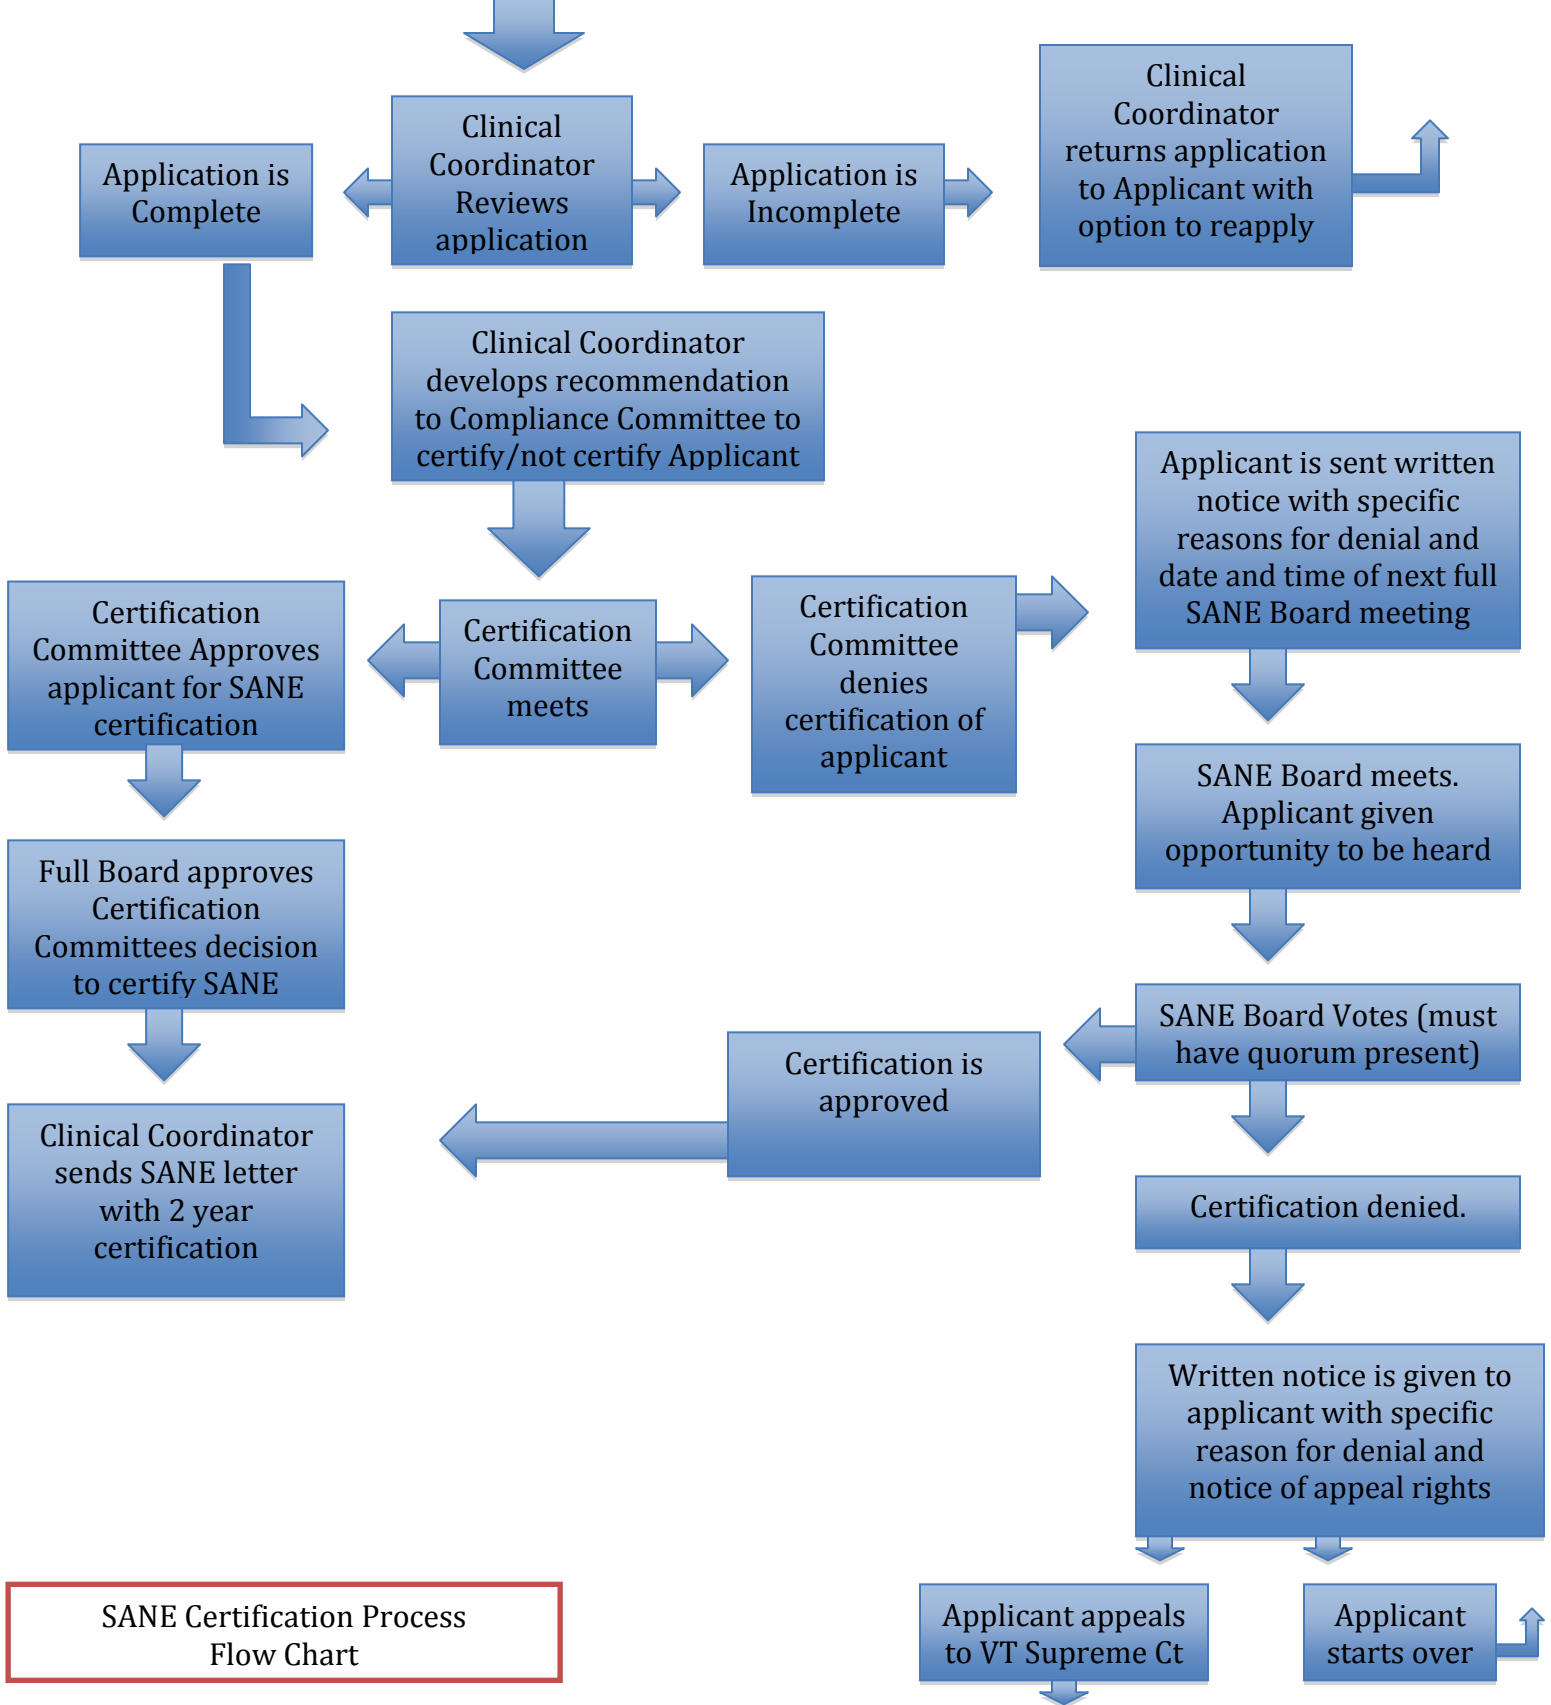 Clinical
Coordinator
Reviews
application
Application is
Complete
Application is
Incomplete
Clinical
Coordinator
returns application
to Applicant with
option to reapply
Clinical Coordinator
develops recommendation
to Compliance Committee to
certify/not certify Applicant
Certification
Committee
meets
Certification
Committee Approves
applicant for SANE
certification
Certification
Committee
denies
certification of
applicant
Applicant is sent written
notice with specific
reasons for denial and
date and time of next full
SANE Board meeting
Full Board approves
Certification
Committees decision
to certify SANE
SANE Board meets.
Applicant given
opportunity to be heard
SANE Board Votes (must
have quorum present)
Certification is
approved
Clinical Coordinator
sends SANE letter
with 2 year
certification
Certification denied.
Written notice is given to
applicant with specific
reason for denial and
notice of appeal rights
Applicant appeals
to VT Supreme Ct
Applicant
starts over
SANE Certification Process
Flow Chart